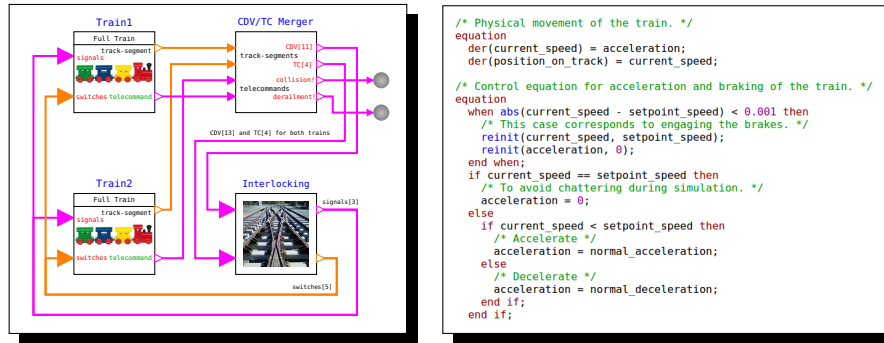 Train1
Full Train
track-segment
signals
switches
telecommand
CDV/TC Merger
CDV[11]
track-segments
TC[4]
collision!
telecommands
derailment!
CDV[13] and TC[4] for both trains
Train2
Full Train
track-segment
signals
switches
telecommand
Interlocking
signals[3]
switches[5]
/* Physical movement of the train. */
equation
der(current_speed) = acceleration;
der(position_on_track) = current_speed;
/* Control equation for acceleration and braking of the train. */
equation
when abs(current_speed - setpoint_speed) < 0.001 then
/* This case corresponds to engaging the brakes. */
reinit(current_speed, setpoint_speed);
reinit(acceleration, 0);
end when;
if current_speed == setpoint_speed then
/* To avoid chattering during simulation. */
acceleration = 0;
else
if current_speed < setpoint_speed then
/* Accelerate */
acceleration = normal_acceleration;
else
/* Decelerate */
acceleration = normal_deceleration;
end if;
end if;